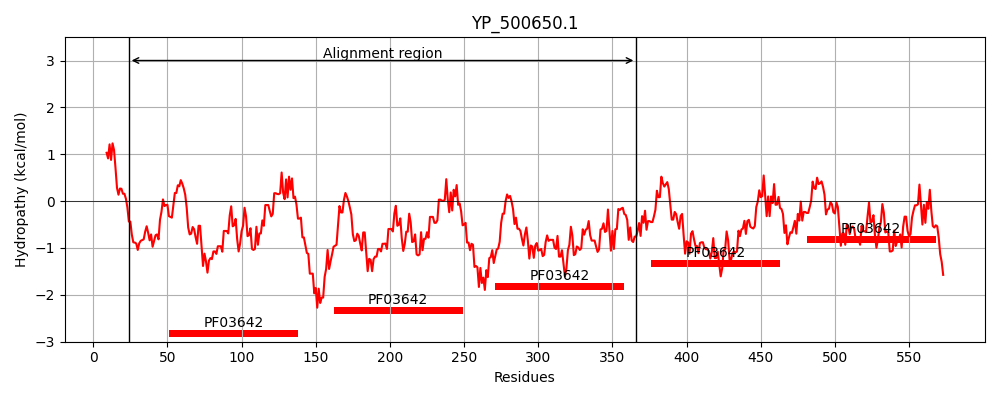 YP_500650.1
Hydropathy (kcal/mol)
3
2
1
0
−1
−2
−3
Alignment region
PF03642
PF03642
PF03642
PF03642
PF03642
0 50 100 150 200 250 300 350 400 450 500 550
Residues